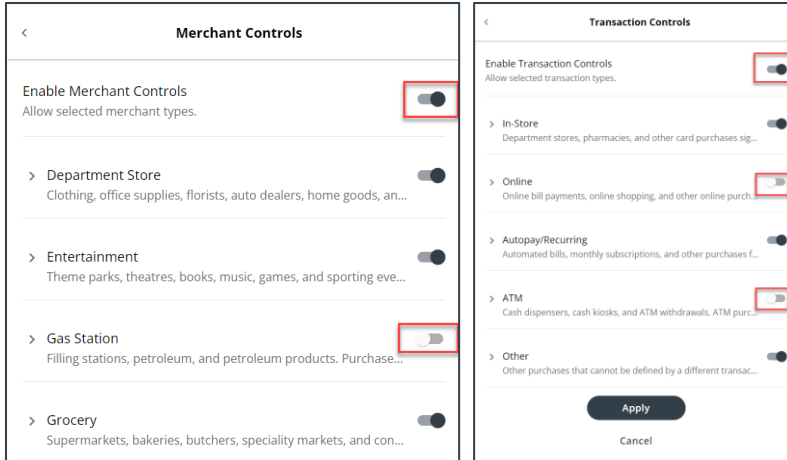 Merchant Controls
Enable Merchant Controls
Allow selected merchant types.
Department Store
Clothing, office supplies, florists, auto dealers, home goods, an...
Entertainment
Theme parks, theatres, books, music, games, and sporting eve...
Gas Station
Filling stations, petroleum, and petroleum products. Purchase...
Grocery
Supermarkets, bakeries, butchers, speciality markets, and con...
Transaction Controls
Enable Transaction Controls
Allow selected transaction types.
In-Store
Department stores, pharmacies, and other card purchases sig...
Online
Online bill payments, online shopping, and other online purch...
Autopay/Recurring
Automated bills, monthly subscriptions, and other purchases f...
ATM
Cash dispensers, cash kiosks, and ATM withdrawals. ATM purc...
Other
Other purchases that cannot be defined by a different transac...
Apply
Cancel